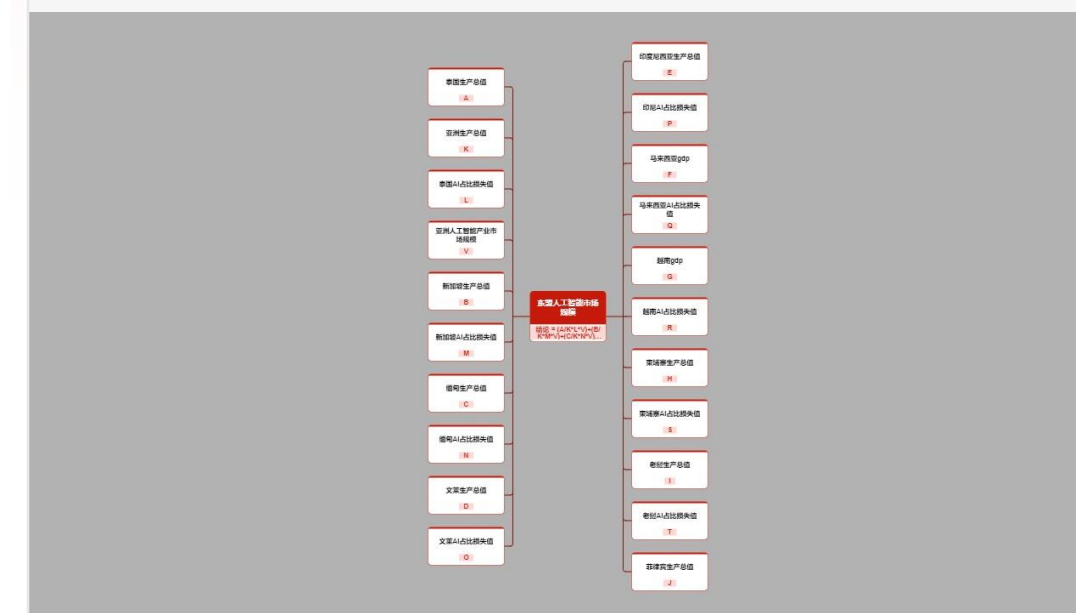 泰国生产总值
A
亚洲生产总值
K
泰国AI占比损失值
L
亚洲人工智能产业市
场规模
V
新加坡生产总值
B
新加坡AI占比损失值
M
缅甸生产总值
C
缅甸AI占比损失值
N
文莱生产总值
D
文莱AI占比损失值
O
东盟人工智能市场
规模
结论 = (A/K*L*V)+(B/
K*M*V)+(C/K*N*V)...
印度尼西亚生产总值
E
印尼AI占比损失值
P
马来西亚gdp
F
马来西亚AI占比损失
值
Q
越南gdp
G
越南AI占比损失值
R
柬埔寨生产总值
H
柬埔寨AI占比损失值
S
老挝生产总值
I
老挝AI占比损失值
T
菲律宾生产总值
J